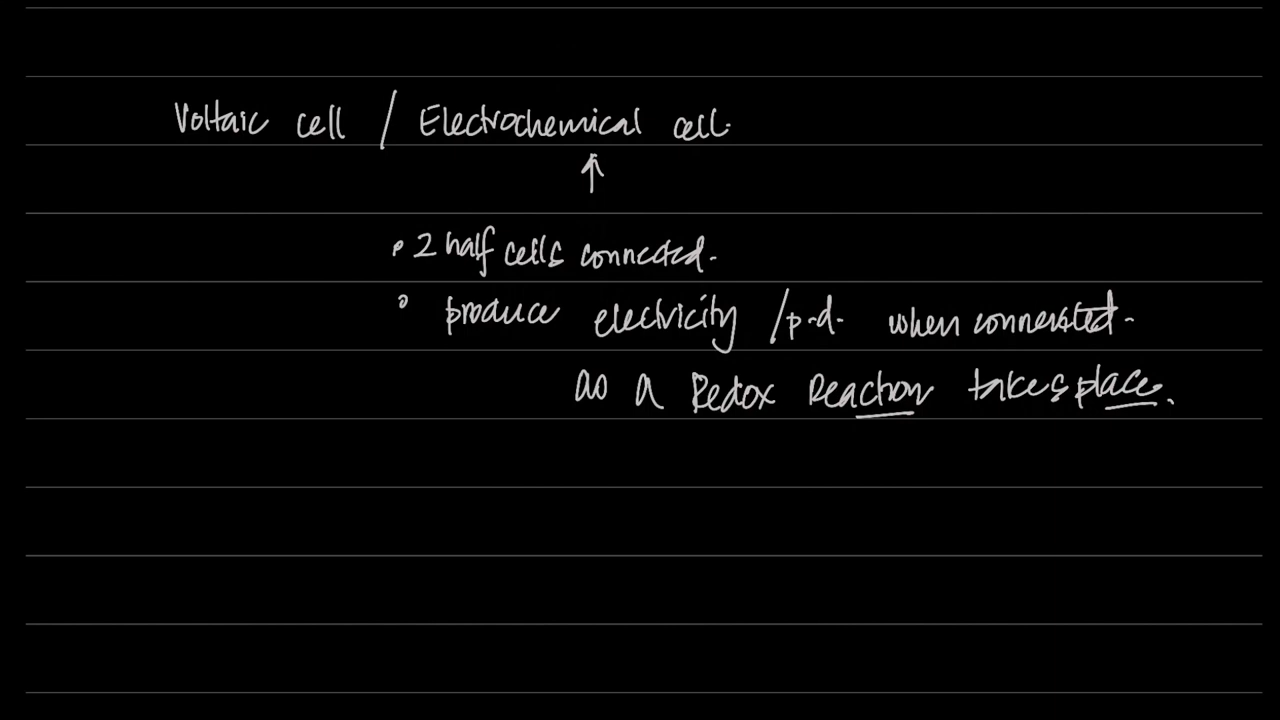 Voltaic cell / Electrochemical cell.
↑
• 2 half cells connected.
• produce electricity / p.d. when connected.
as a Redox Reaction takes place.